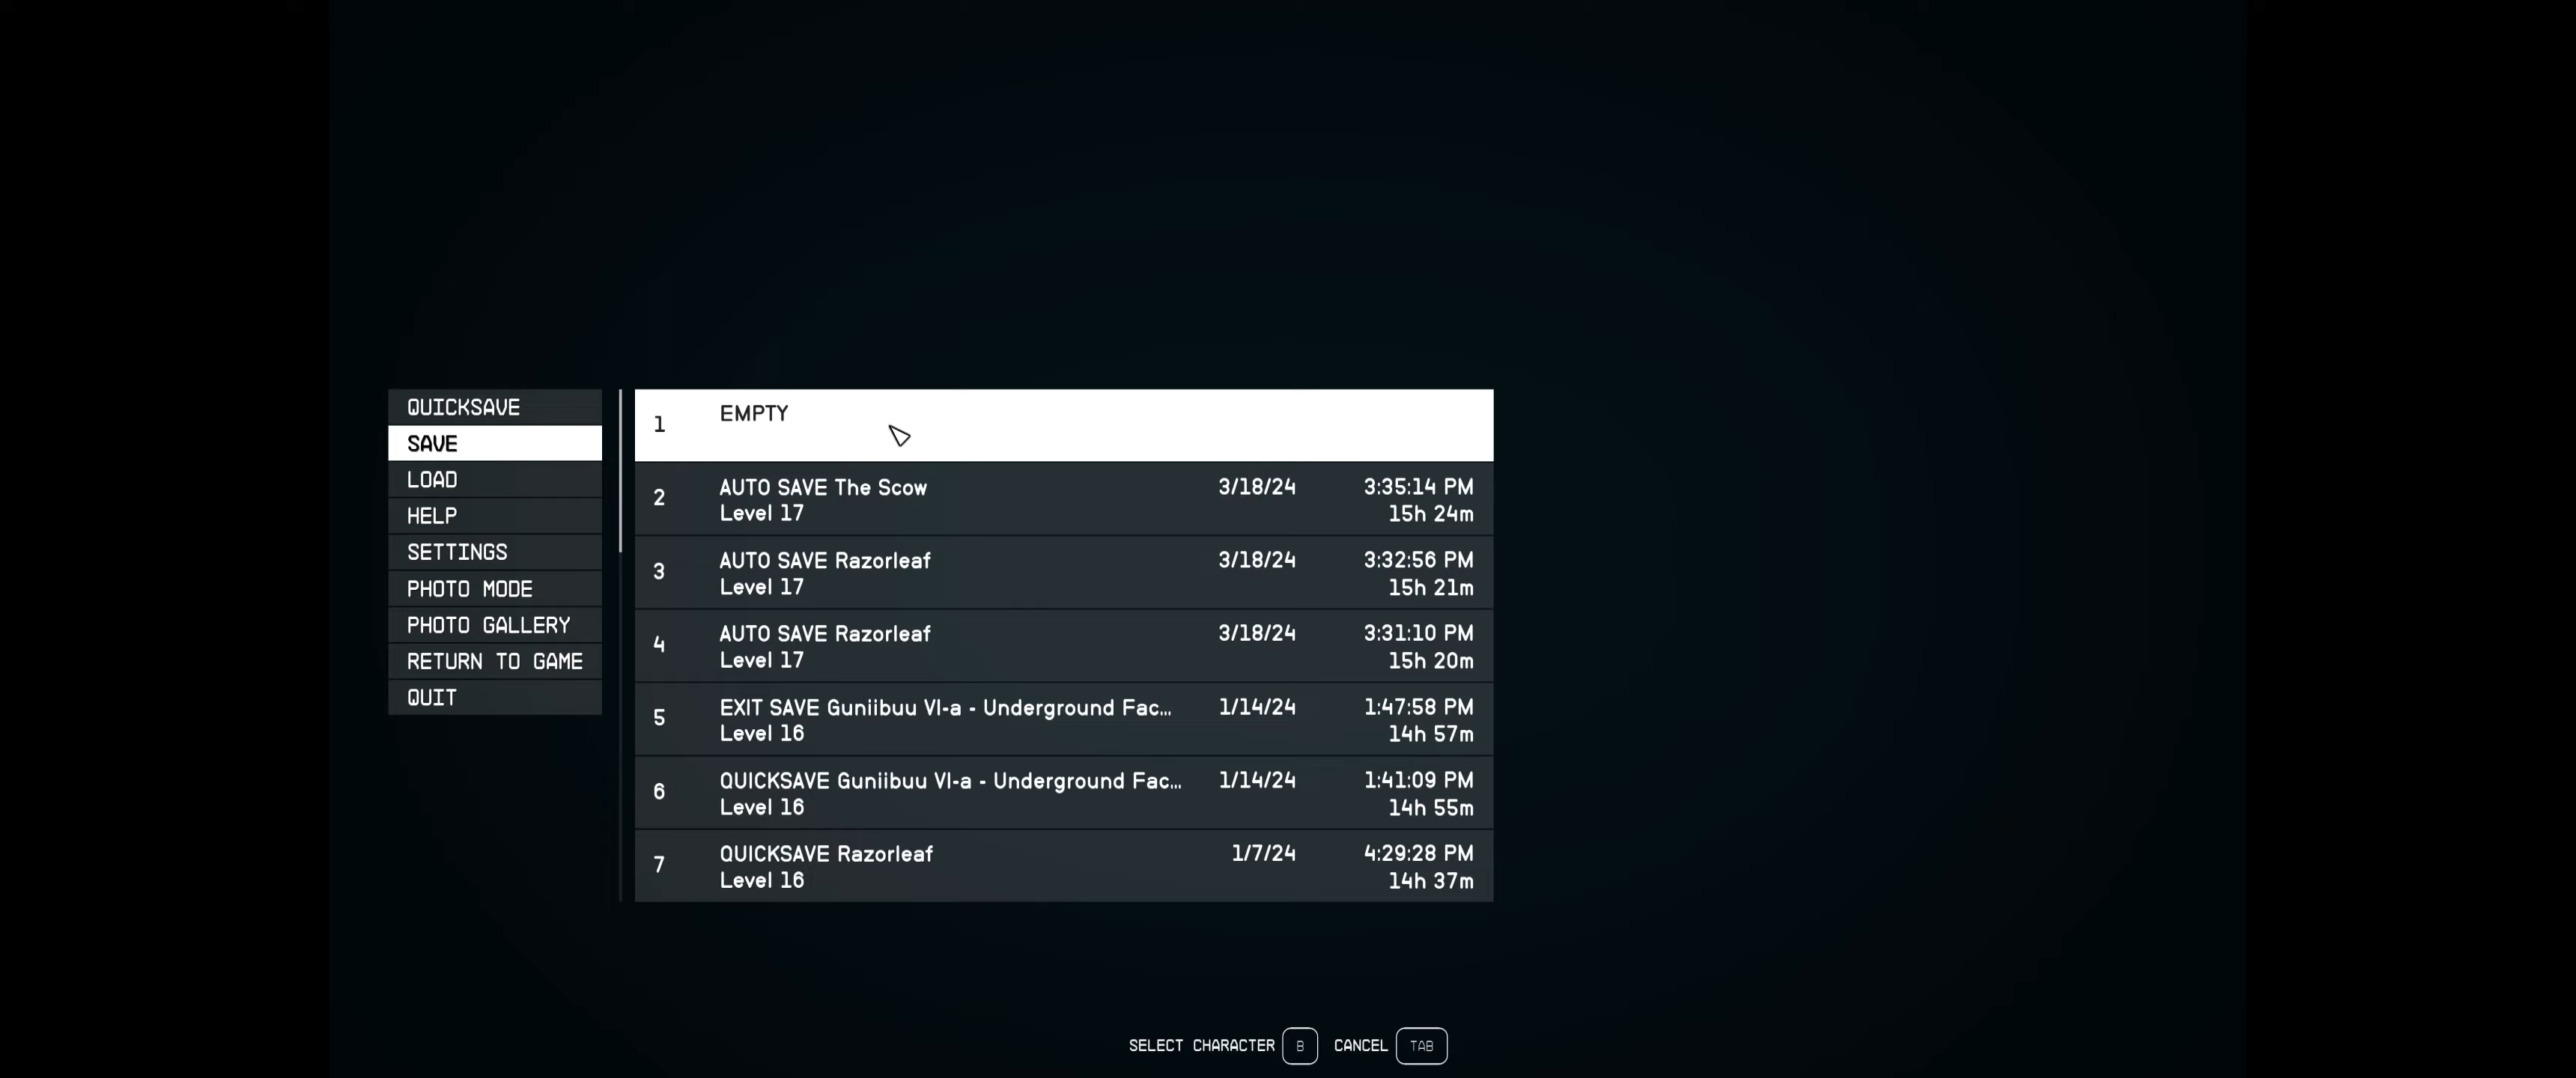 QUICKSAVE
SAVE
LOAD
HELP
SETTINGS
PHOTO MODE
PHOTO GALLERY
RETURN TO GAME
QUIT
1 EMPTY
2 AUTO SAVE The Scow 3/18/24 3:35:14 PM
Level 17 15h 24m
3 AUTO SAVE Razorleaf 3/18/24 3:32:56 PM
Level 17 15h 21m
4 AUTO SAVE Razorleaf 3/18/24 3:31:10 PM
Level 17 15h 20m
5 EXIT SAVE Guniibuu VI-a - Underground Fac... 1/14/24 1:47:58 PM
Level 16 14h 57m
6 QUICKSAVE Guniibuu VI-a - Underground Fac... 1/14/24 1:41:09 PM
Level 16 14h 55m
7 QUICKSAVE Razorleaf 1/7/24 4:29:28 PM
Level 16 14h 37m
SELECT CHARACTER B CANCEL TAB